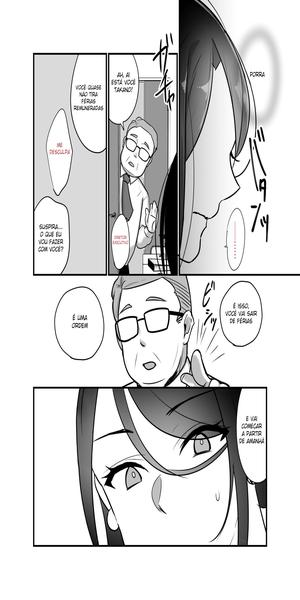 PORRA
AH, AÍ
ESTÁ VOCÊ
TAKANO!
DIRETOR
EXECUTIVO
VOCÊ QUASE
NÃO TIRA
FÉRIAS
REMUNERADAS
ME
DESCULPA
SUSPIRA...
O QUE EU
VOU FAZER
COM VOCÊ?
É ISSO,
VOCÊ VAI SAIR
DE FÉRIAS
É UMA
ORDEM
E VAI
COMEÇAR
A PARTIR
DE AMANHÃ